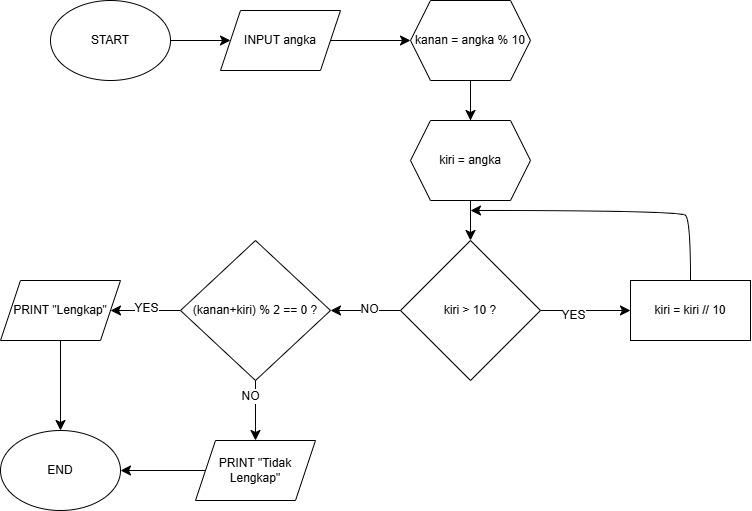 START
INPUT angka
kanan = angka % 10
kiri = angka
kiri > 10 ?
YES
kiri = kiri // 10
NO
(kanan+kiri) % 2 == 0 ?
YES
PRINT "Lengkap"
NO
PRINT "Tidak
Lengkap"
END